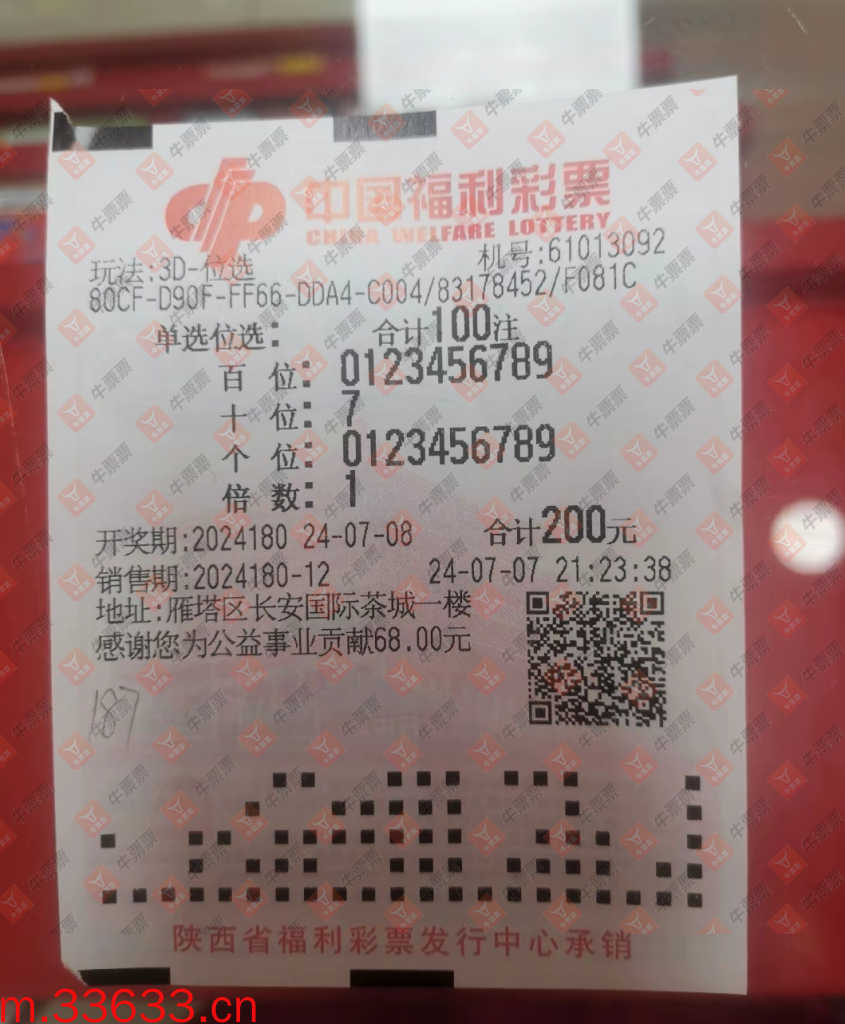 中国福利彩票
CHINA WELFARE LOTTERY
玩法:3D-位选 机号:61013092
80CF-D90F-FF66-DDA4-C004/83178452/F081C
单选位选: 合计100注
百 位: 0123456789
十 位: 7
个 位: 0123456789
倍 数: 1
开奖期:2024180 24-07-08 合计200元
销售期:2024180-12 24-07-07 21:23:38
地址:雁塔区长安国际茶城一楼
感谢您为公益事业贡献68.00元
187
陕西省福利彩票发行中心承销
m.33633.cn
牛票票